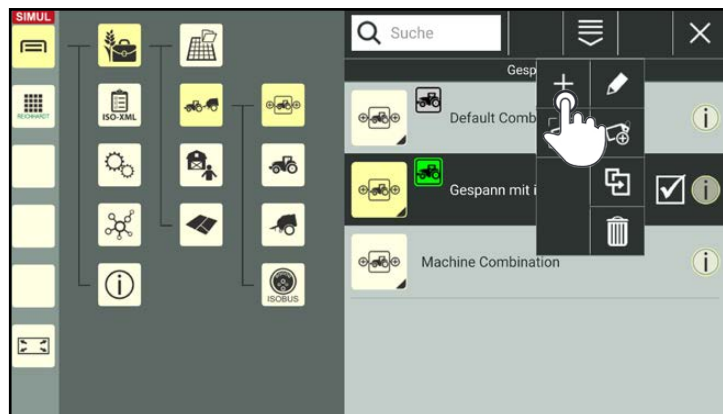 SIMUL
Suche
Gesp
REICHHARDT
ISO-XML
Default Comb
Gespann mit i
Machine Combination
ISOBUS